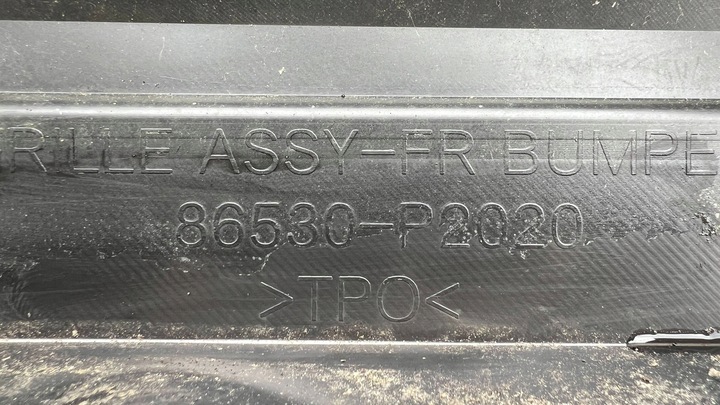 RILLE ASSY-FR BUMPE
86530-P2020
>TPO<